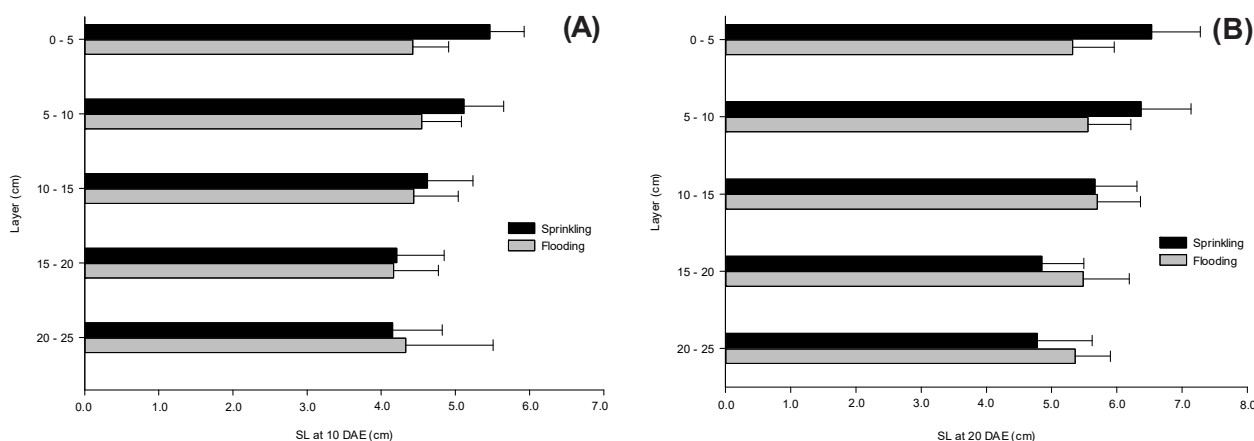 (A)
0 - 5
5 - 10
10 - 15
15 - 20
20 - 25
Layer (cm)
Sprinkling
Flooding
0.0 1.0 2.0 3.0 4.0 5.0 6.0 7.0
SL at 10 DAE (cm)
(B)
0 - 5
5 - 10
10 - 15
15 - 20
20 - 25
Layer (cm)
Sprinkling
Flooding
0.0 1.0 2.0 3.0 4.0 5.0 6.0 7.0 8.0
SL at 20 DAE (cm)